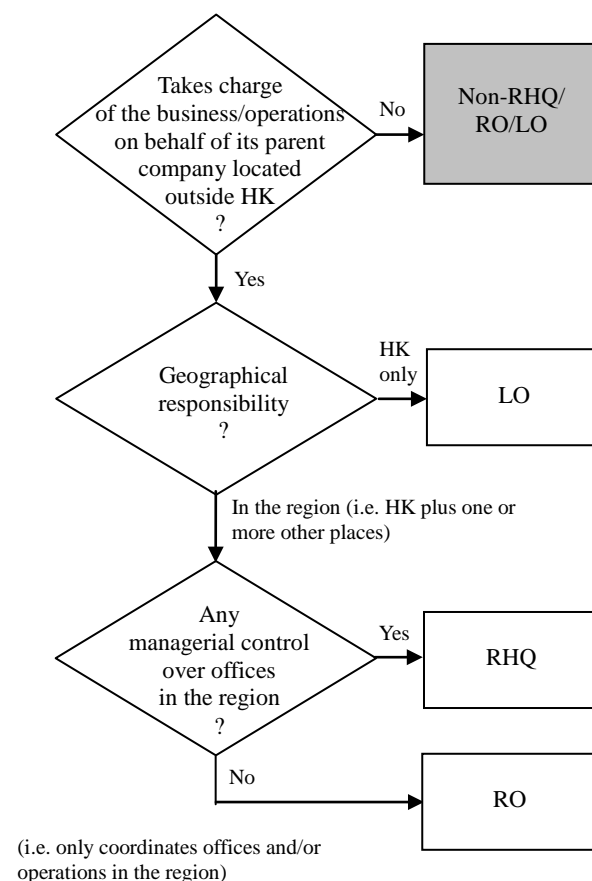 Takes charge
of the business/operations
on behalf of its parent
company located
outside HK
?
No
Non-RHQ/
RO/LO
Yes
Geographical
responsibility
?
HK
only
LO
In the region (i.e. HK plus one or
more other places)
Any
managerial control
over offices
in the region
?
Yes
RHQ
No
RO
(i.e. only coordinates offices and/or
operations in the region)